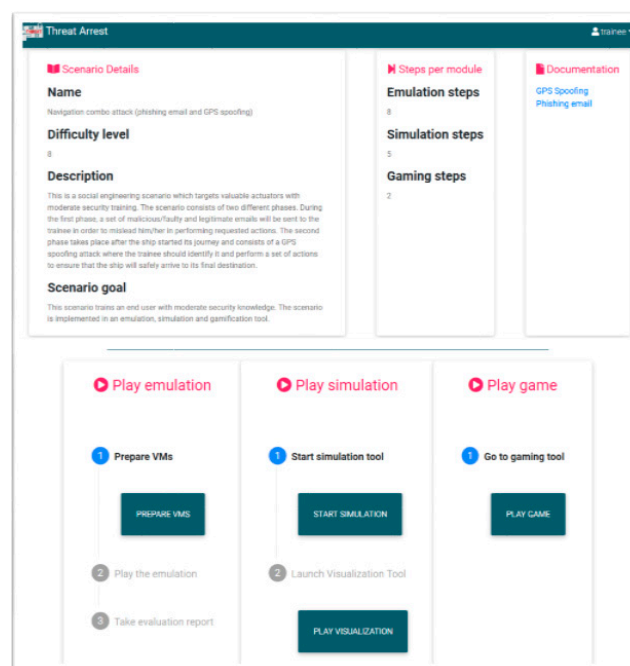 Threat Arrest
trainee
Scenario Details
Name
Navigation combo attack (phishing email and GPS spoofing)
Difficulty level
8
Description
This is a social engineering scenario which targets valuable actuators with
moderate security training. The scenario consists of two different phases. During
the first phase, a set of malicious/faulty and legitimate emails will be sent to the
trainee in order to mislead him/her in performing requested actions. The second
phase takes place after the ship started its journey and consists of a GPS
spoofing attack where the trainee should identify it and perform a set of actions
to ensure that the ship will safely arrive to its final destination.
Scenario goal
This scenario trains an end user with moderate security knowledge. The scenario
is implemented in an emulation, simulation and gamification tool.
Steps per module
Emulation steps
8
Simulation steps
5
Gaming steps
2
Documentation
GPS Spoofing
Phishing email
Play emulation
1 Prepare VMs
PREPARE VMS
2 Play the emulation
3 Take evaluation report
Play simulation
1 Start simulation tool
START SIMULATION
2 Launch Visualization Tool
PLAY VISUALIZATION
Play game
1 Go to gaming tool
PLAY GAME